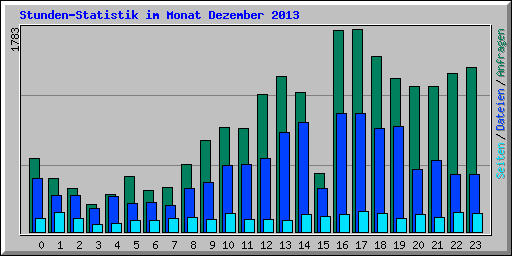 Stunden-Statistik im Monat Dezember 2013
1783
Seiten / Dateien / Anfragen
0 1 2 3 4 5 6 7 8 9 10 11 12 13 14 15 16 17 18 19 20 21 22 23